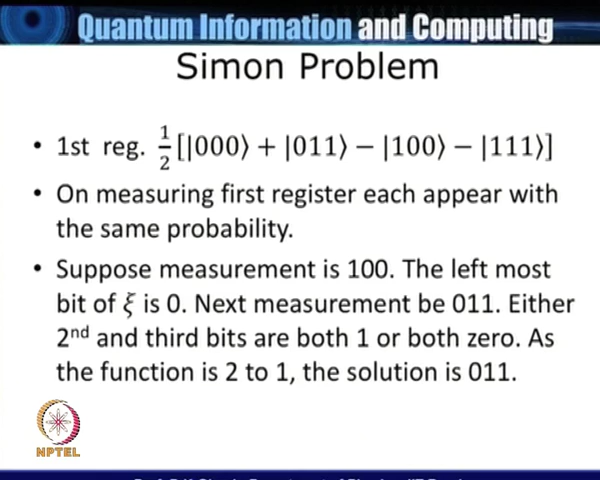 Quantum Information and Computing
Simon Problem
• 1st reg. 1/2 [|000⟩ + |011⟩ − |100⟩ − |111⟩]
• On measuring first register each appear with
the same probability.
• Suppose measurement is 100. The left most
bit of ξ is 0. Next measurement be 011. Either
2nd and third bits are both 1 or both zero. As
the function is 2 to 1, the solution is 011.
NPTEL